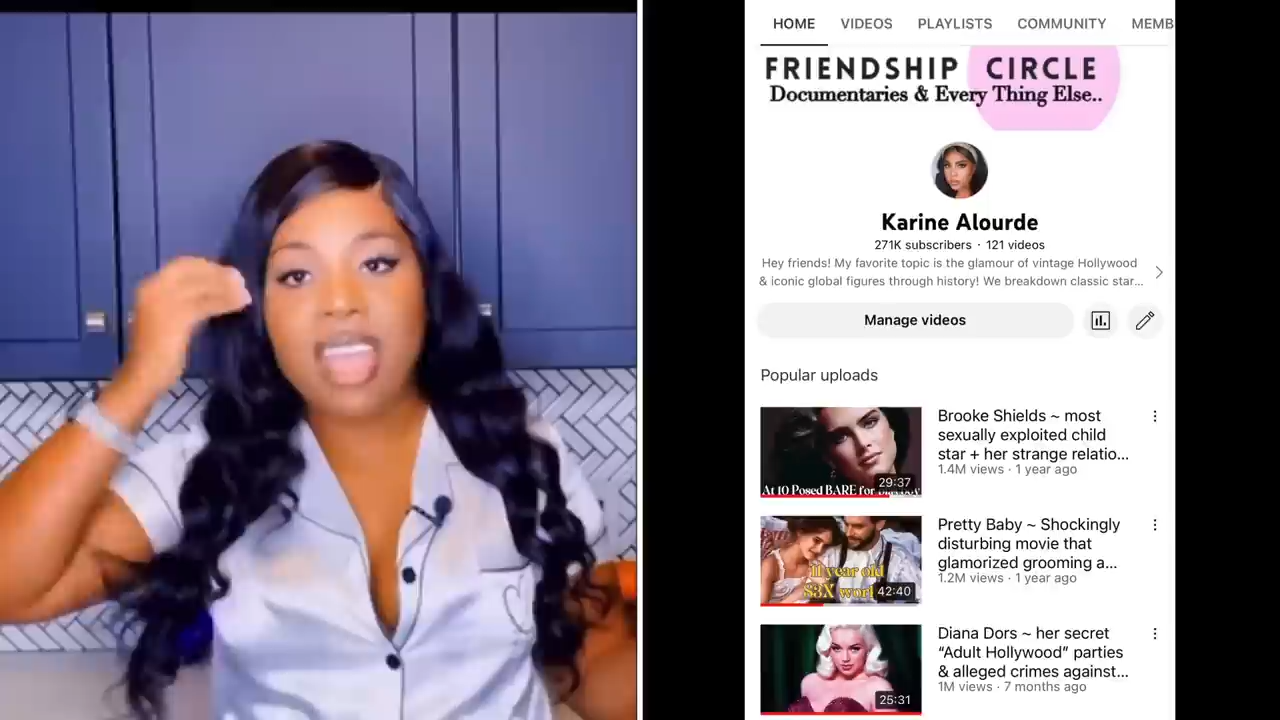 HOME VIDEOS PLAYLISTS COMMUNITY MEMB
FRIENDSHIP CIRCLE
Documentaries & Every Thing Else..
Karine Alourde
271K subscribers · 121 videos
Hey friends! My favorite topic is the glamour of vintage Hollywood
& iconic global figures through history! We breakdown classic star...
Manage videos
Popular uploads
Brooke Shields ~ most
sexually exploited child
star + her strange relatio...
1.4M views · 1 year ago
29:37
At 10 Posed BARE for
Pretty Baby ~ Shockingly
disturbing movie that
glamorized grooming a...
1.2M views · 1 year ago
11 year old
S3X wor
42:40
Diana Dors ~ her secret
“Adult Hollywood” parties
& alleged crimes against...
1M views · 7 months ago
25:31